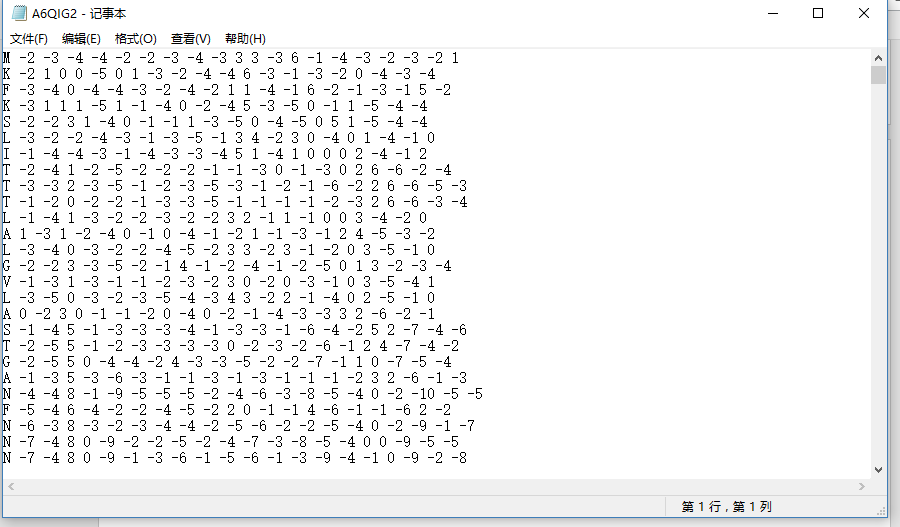 A6QIG2 - 记事本
文件(F) 编辑(E) 格式(O) 查看(V) 帮助(H)
M -2 -3 -4 -4 -2 -2 -3 -4 -3 3 3 -3 6 -1 -4 -3 -2 -3 -2 1
K -2 1 0 0 -5 0 1 -3 -2 -4 -4 6 -3 -1 -3 -2 0 -4 -3 -4
F -3 -4 0 -4 -4 -3 -2 -4 -2 1 1 -4 -1 6 -2 -1 -3 -1 5 -2
K -3 1 1 1 -5 1 -1 -4 0 -2 -4 5 -3 -5 0 -1 1 -5 -4 -4
S -2 -2 3 1 -4 0 -1 -1 1 -3 -5 0 -4 -5 0 5 1 -5 -4 -4
L -3 -2 -2 -4 -3 -1 -3 -5 -1 3 4 -2 3 0 -4 0 1 -4 -1 0
I -1 -4 -4 -3 -1 -4 -3 -3 -4 5 1 -4 1 0 0 0 2 -4 -1 2
T -2 -4 1 -2 -5 -2 -2 -2 -1 -1 -3 0 -1 -3 0 2 6 -6 -2 -4
T -3 -3 2 -3 -5 -1 -2 -3 -5 -3 -1 -2 -1 -6 -2 2 6 -6 -5 -3
T -1 -2 0 -2 -2 -1 -3 -3 -5 -1 -1 -1 -1 -2 -3 2 6 -6 -3 -4
L -1 -4 1 -3 -2 -2 -3 -2 -2 3 2 -1 1 -1 0 0 3 -4 -2 0
A 1 -3 1 -2 -4 0 -1 0 -4 -1 -2 1 -1 -3 -1 2 4 -5 -3 -2
L -3 -4 0 -3 -2 -2 -4 -5 -2 3 3 -2 3 -1 -2 0 3 -5 -1 0
G -2 -2 3 -3 -5 -2 -1 4 -1 -2 -4 -1 -2 -5 0 1 3 -2 -3 -4
V -1 -3 1 -3 -1 -1 -2 -3 -2 3 0 -2 0 -3 -1 0 3 -5 -4 1
L -3 -5 0 -3 -2 -3 -5 -4 -3 4 3 -2 2 -1 -4 0 2 -5 -1 0
A 0 -2 3 0 -1 -1 -2 0 -4 0 -2 -1 -4 -3 -3 3 2 -6 -2 -1
S -1 -4 5 -1 -3 -3 -3 -4 -1 -3 -3 -1 -6 -4 -2 5 2 -7 -4 -6
T -2 -5 5 -1 -2 -3 -3 -3 -3 0 -2 -3 -2 -6 -1 2 4 -7 -4 -2
G -2 -5 5 0 -4 -4 -2 4 -3 -3 -5 -2 -2 -7 -1 1 0 -7 -5 -4
A -1 -3 5 -3 -6 -3 -1 -1 -3 -1 -3 -1 -1 -1 -2 3 2 -6 -1 -3
N -4 -4 8 -1 -9 -5 -5 -5 -2 -4 -6 -3 -8 -5 -4 0 -2 -10 -5 -5
F -5 -4 6 -4 -2 -2 -4 -5 -2 2 0 -1 -1 4 -6 -1 -1 -6 2 -2
N -6 -3 8 -3 -2 -3 -4 -4 -2 -5 -6 -2 -2 -5 -4 0 -2 -9 -1 -7
N -7 -4 8 0 -9 -2 -2 -5 -2 -4 -7 -3 -8 -5 -4 0 0 -9 -5 -5
N -7 -4 8 0 -9 -1 -3 -6 -1 -5 -6 -1 -3 -9 -4 -1 0 -9 -2 -8
第 1 行，第 1 列